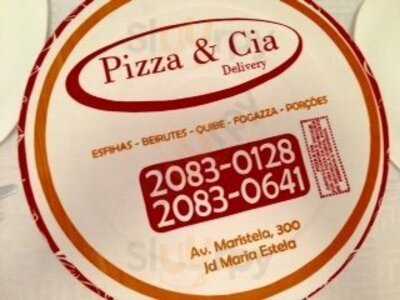 Pizza & Cia
Delivery
ESFIHAS - BEIRUTES - QUIBE - FOGAZZA - PORÇÕES
2083-0128
2083-0641
Av. Maristela, 300
Jd Maria Estela